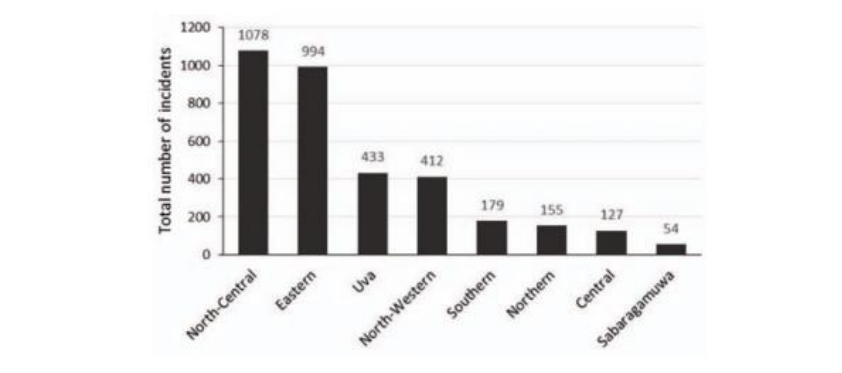 Total number of incidents
1200
1000
800
600
400
200
0
1078
994
433
412
179
155
127
54
North-Central
Eastern
Uva
North-Western
Southern
Northern
Central
Sabaragamuwa